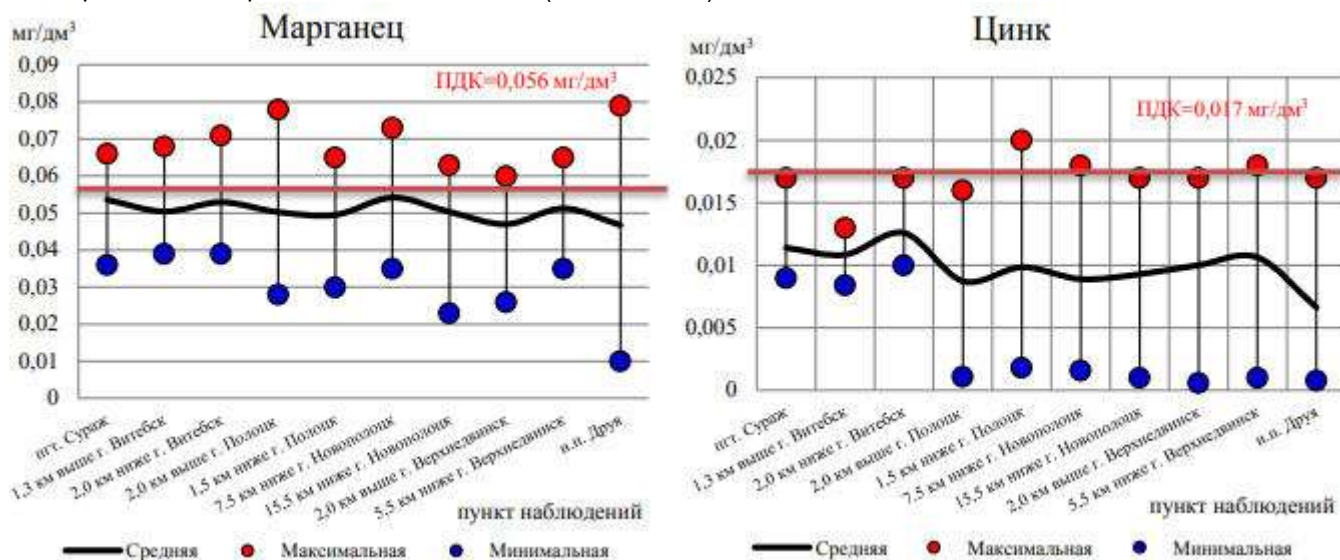 Марганец
мг/дм³
0,09
0,08
0,07
0,06
0,05
0,04
0,03
0,02
0,01
0
ПДК=0,056 мг/дм³
пгт. Сураж
1,3 км выше г. Витебск
2,0 км ниже г. Витебск
2,0 км выше г. Полоцк
1,5 км ниже г. Полоцк
7,5 км ниже г. Новополоцк
15,5 км ниже г. Новополоцк
2,0 км выше г. Верхнедвинск
5,5 км ниже г. Верхнедвинск
н.п. Друя
пункт наблюдений
Средняя
Максимальная
Минимальная
Цинк
мг/дм³
0,025
0,02
0,015
0,01
0,005
0
ПДК=0,017 мг/дм³
пгт. Сураж
1,3 км выше г. Витебск
2,0 км ниже г. Витебск
2,0 км выше г. Полоцк
1,5 км ниже г. Полоцк
7,5 км ниже г. Новополоцк
15,5 км ниже г. Новополоцк
2,0 км выше г. Верхнедвинск
5,5 км ниже г. Верхнедвинск
н.п. Друя
пункт наблюдений
Средняя
Максимальная
Минимальная